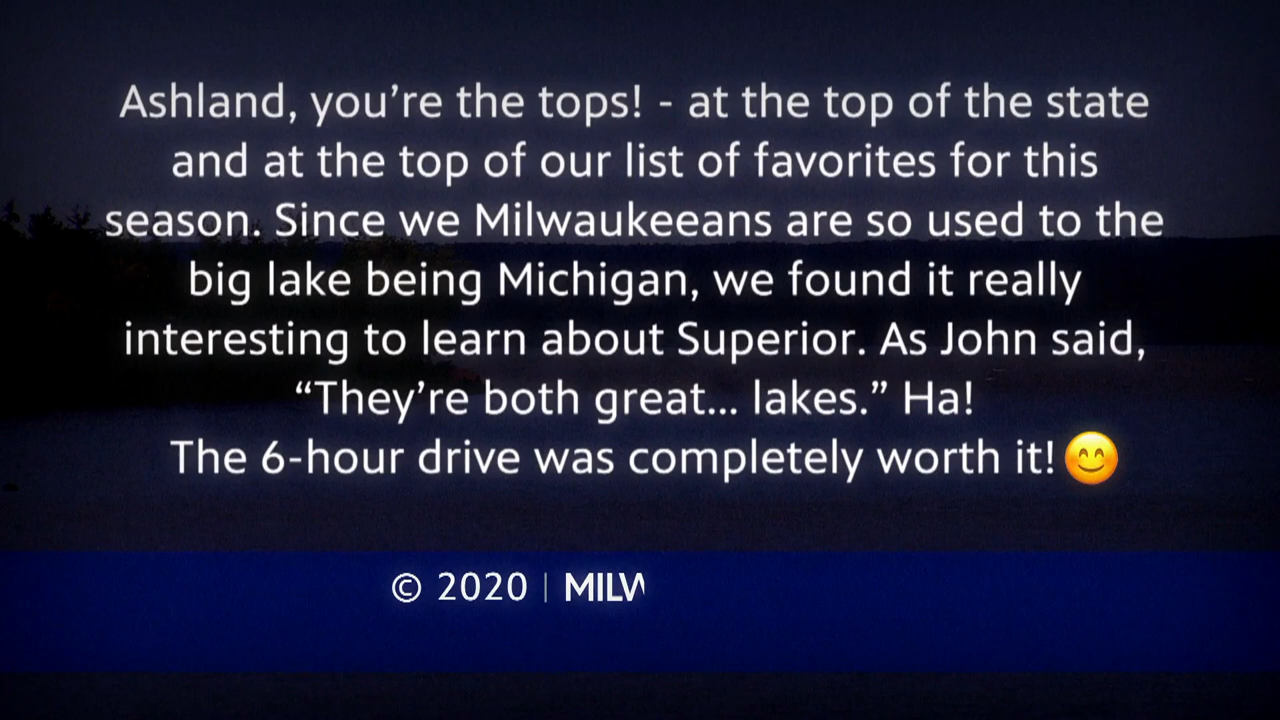 Ashland, you’re the tops! - at the top of the state
and at the top of our list of favorites for this
season. Since we Milwaukeeans are so used to the
big lake being Michigan, we found it really
interesting to learn about Superior. As John said,
“They’re both great... lakes.” Ha!
The 6-hour drive was completely worth it! 😊
© 2020 | MILW